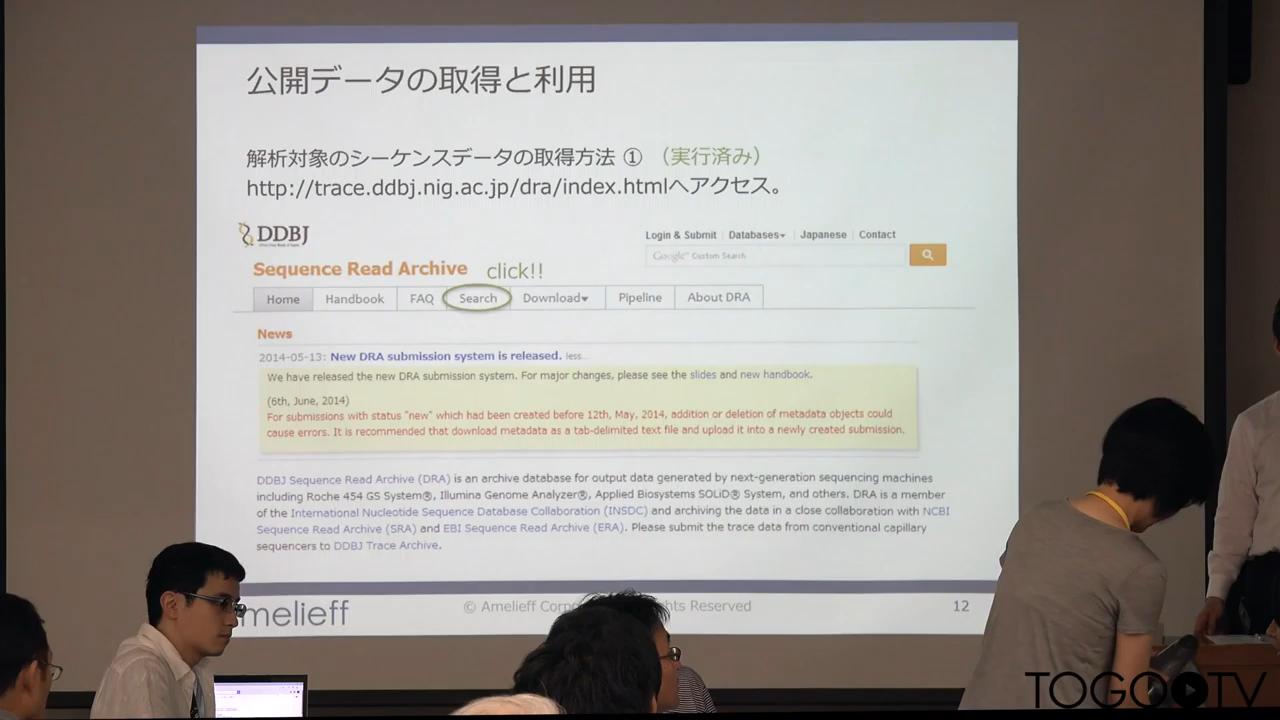 公開データの取得と利用
解析対象のシーケンスデータの取得方法 ① （実行済み）
http://trace.ddbj.nig.ac.jp/dra/index.htmlへアクセス。
DDBJ
Login & Submit Databases Japanese Contact
Google™ Custom Search
Sequence Read Archive click!!
Home Handbook FAQ Search Download Pipeline About DRA
News
2014-05-13: New DRA submission system is released. less...
We have released the new DRA submission system. For major changes, please see the slides and new handbook.
(6th, June, 2014)
For submissions with status "new" which had been created before 12th, May, 2014, addition or deletion of metadata objects could
cause errors. It is recommended that download metadata as a tab-delimited text file and upload it into a newly created submission.
DDBJ Sequence Read Archive (DRA) is an archive database for output data generated by next-generation sequencing machines
including Roche 454 GS System®, Illumina Genome Analyzer®, Applied Biosystems SOLiD® System, and others. DRA is a member
of the International Nucleotide Sequence Database Collaboration (INSDC) and archiving the data in a close collaboration with NCBI
Sequence Read Archive (SRA) and EBI Sequence Read Archive (ERA). Please submit the trace data from conventional capillary
sequencers to DDBJ Trace Archive.
melieff
© Amelieff Corpo hts Reserved
12
TOGOTV